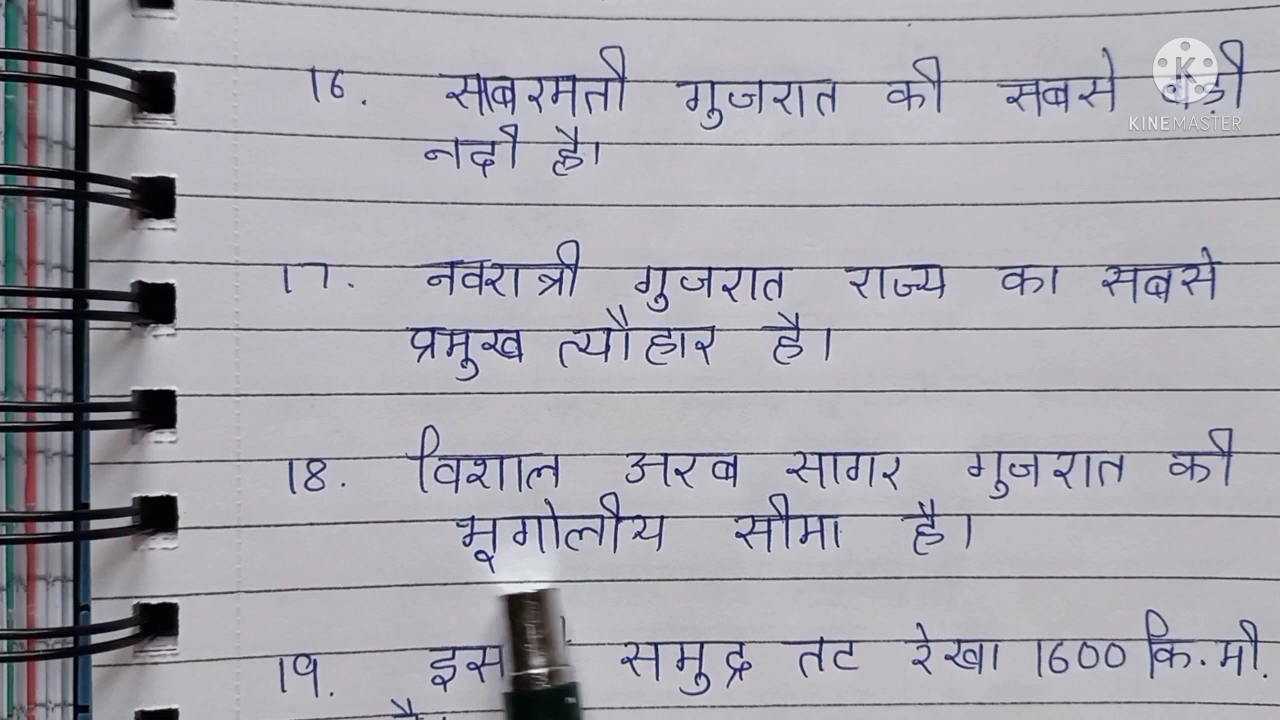 16. साबरमती गुजरात की सबसे बड़ी
नदी है।
17. नवरात्री गुजरात राज्य का सबसे
प्रमुख त्यौहार है।
18. विशाल अरब सागर गुजरात की
भूगोलीय सीमा है।
19. इस समुद्र तट रेखा 1600 कि.मी.
है।
KINEMASTER